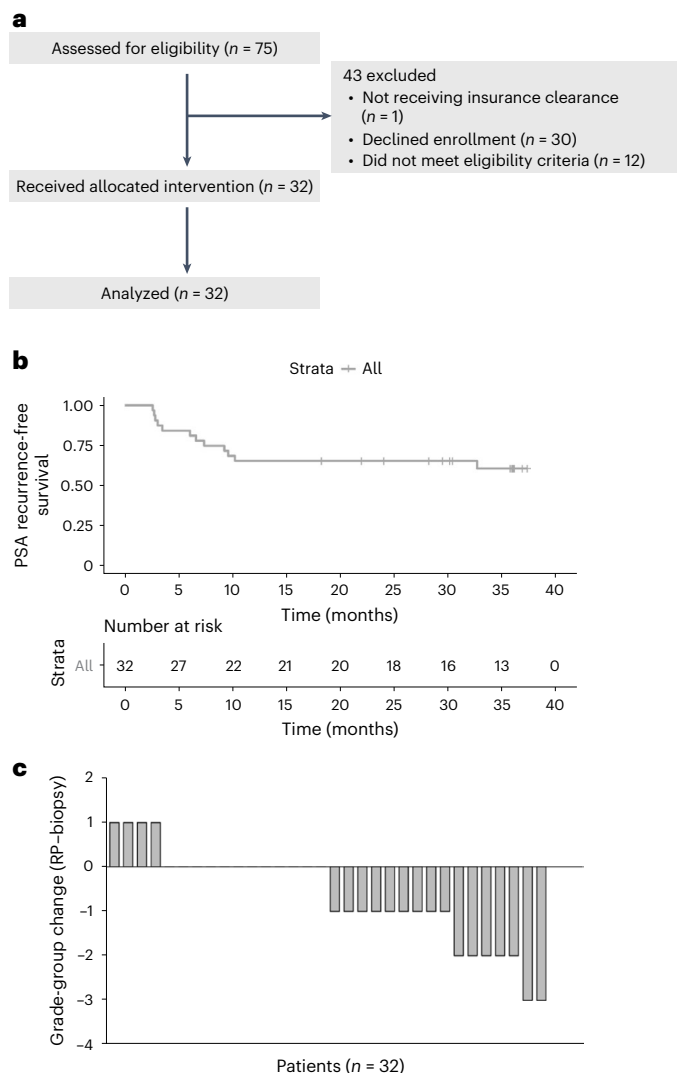 a
Assessed for eligibility (n = 75)
43 excluded
• Not receiving insurance clearance
(n = 1)
• Declined enrollment (n = 30)
• Did not meet eligibility criteria (n = 12)
Received allocated intervention (n = 32)
Analyzed (n = 32)
b
Strata All
PSA recurrence-free
survival
1.00
0.75
0.50
0.25
0
0 5 10 15 20 25 30 35 40
Time (months)
Number at risk
Strata
All 32 27 22 21 20 18 16 13 0
0 5 10 15 20 25 30 35 40
Time (months)
c
Grade-group change (RP–biopsy)
2
1
0
–1
–2
–3
–4
Patients (n = 32)